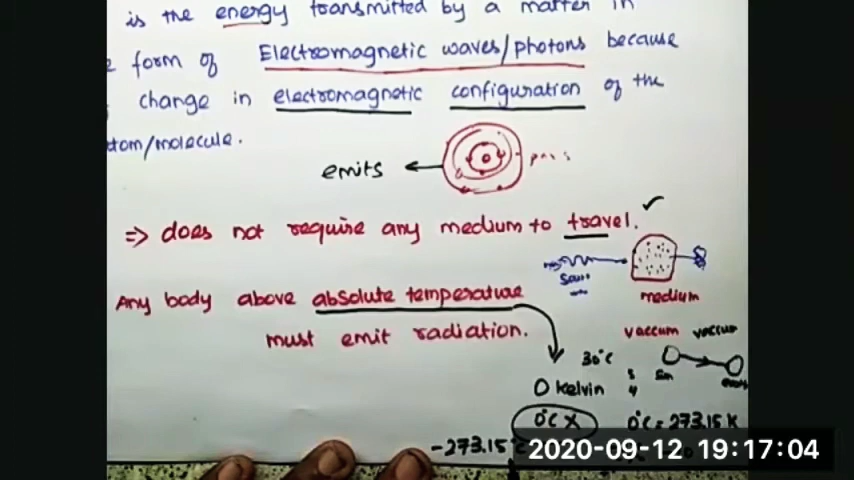 is the energy transmitted by a matter in
form of Electromagnetic waves/photons because
change in electromagnetic configuration of the
tom/molecule.
emits
⇒ does not require any medium to travel. ✓
medium
Any body above absolute temperature
must emit radiation.
vaccum vaccum
30°C
0 kelvin
0°C X 0°C = 273.15 K
-273.15
2020-09-12 19:17:04